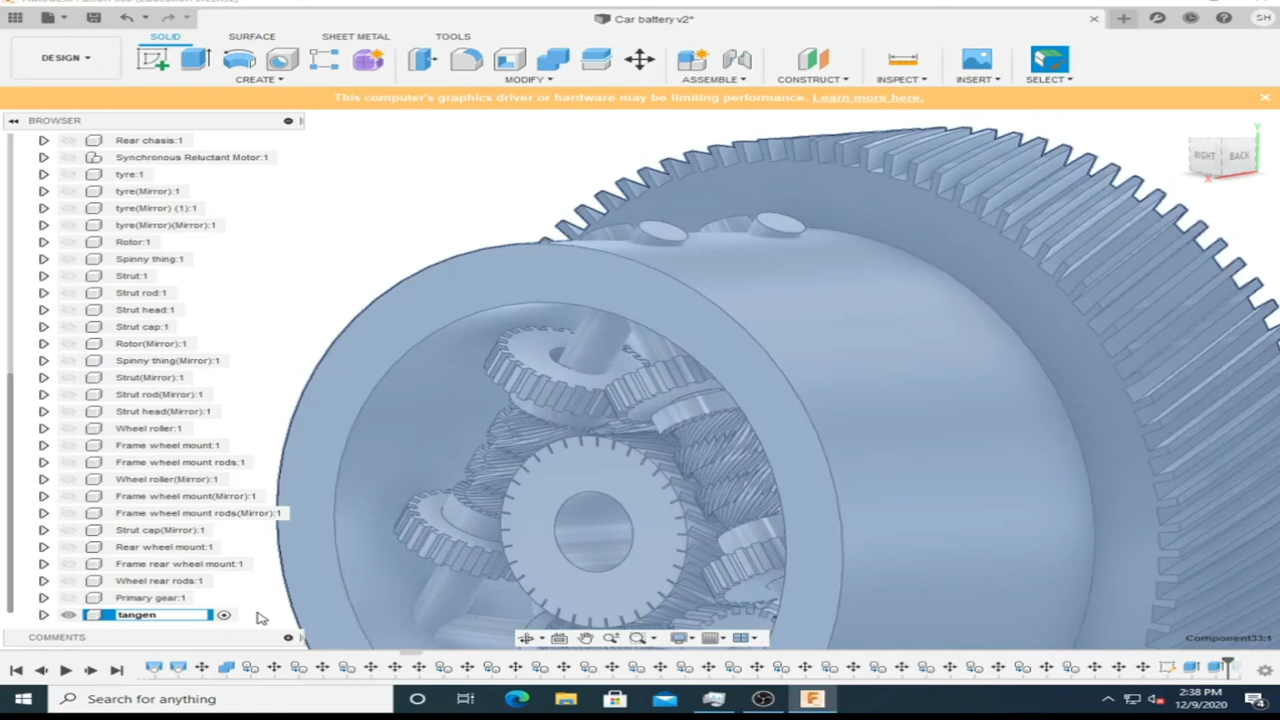 Car battery v2*
SH
DESIGN
SOLID
SURFACE
SHEET METAL
TOOLS
CREATE
MODIFY
ASSEMBLE
CONSTRUCT
INSPECT
INSERT
SELECT
This computer's graphics driver or hardware may be limiting performance. Learn more here.
BROWSER
Rear chasis:1
Synchronous Reluctant Motor:1
tyre:1
tyre(Mirror):1
tyre(Mirror) (1):1
tyre(Mirror)(Mirror):1
Rotor:1
Spinny thing:1
Strut:1
Strut rod:1
Strut head:1
Strut cap:1
Rotor(Mirror):1
Spinny thing(Mirror):1
Strut(Mirror):1
Strut rod(Mirror):1
Strut head(Mirror):1
Wheel roller:1
Frame wheel mount:1
Frame wheel mount rods:1
Wheel roller(Mirror):1
Frame wheel mount(Mirror):1
Frame wheel mount rods(Mirror):1
Strut cap(Mirror):1
Rear wheel mount:1
Frame rear wheel mount:1
Wheel rear rods:1
Primary gear:1
tangen
RIGHT
BACK
Y
X
COMMENTS
Component33:1
Search for anything
2:38 PM
12/9/2020
4